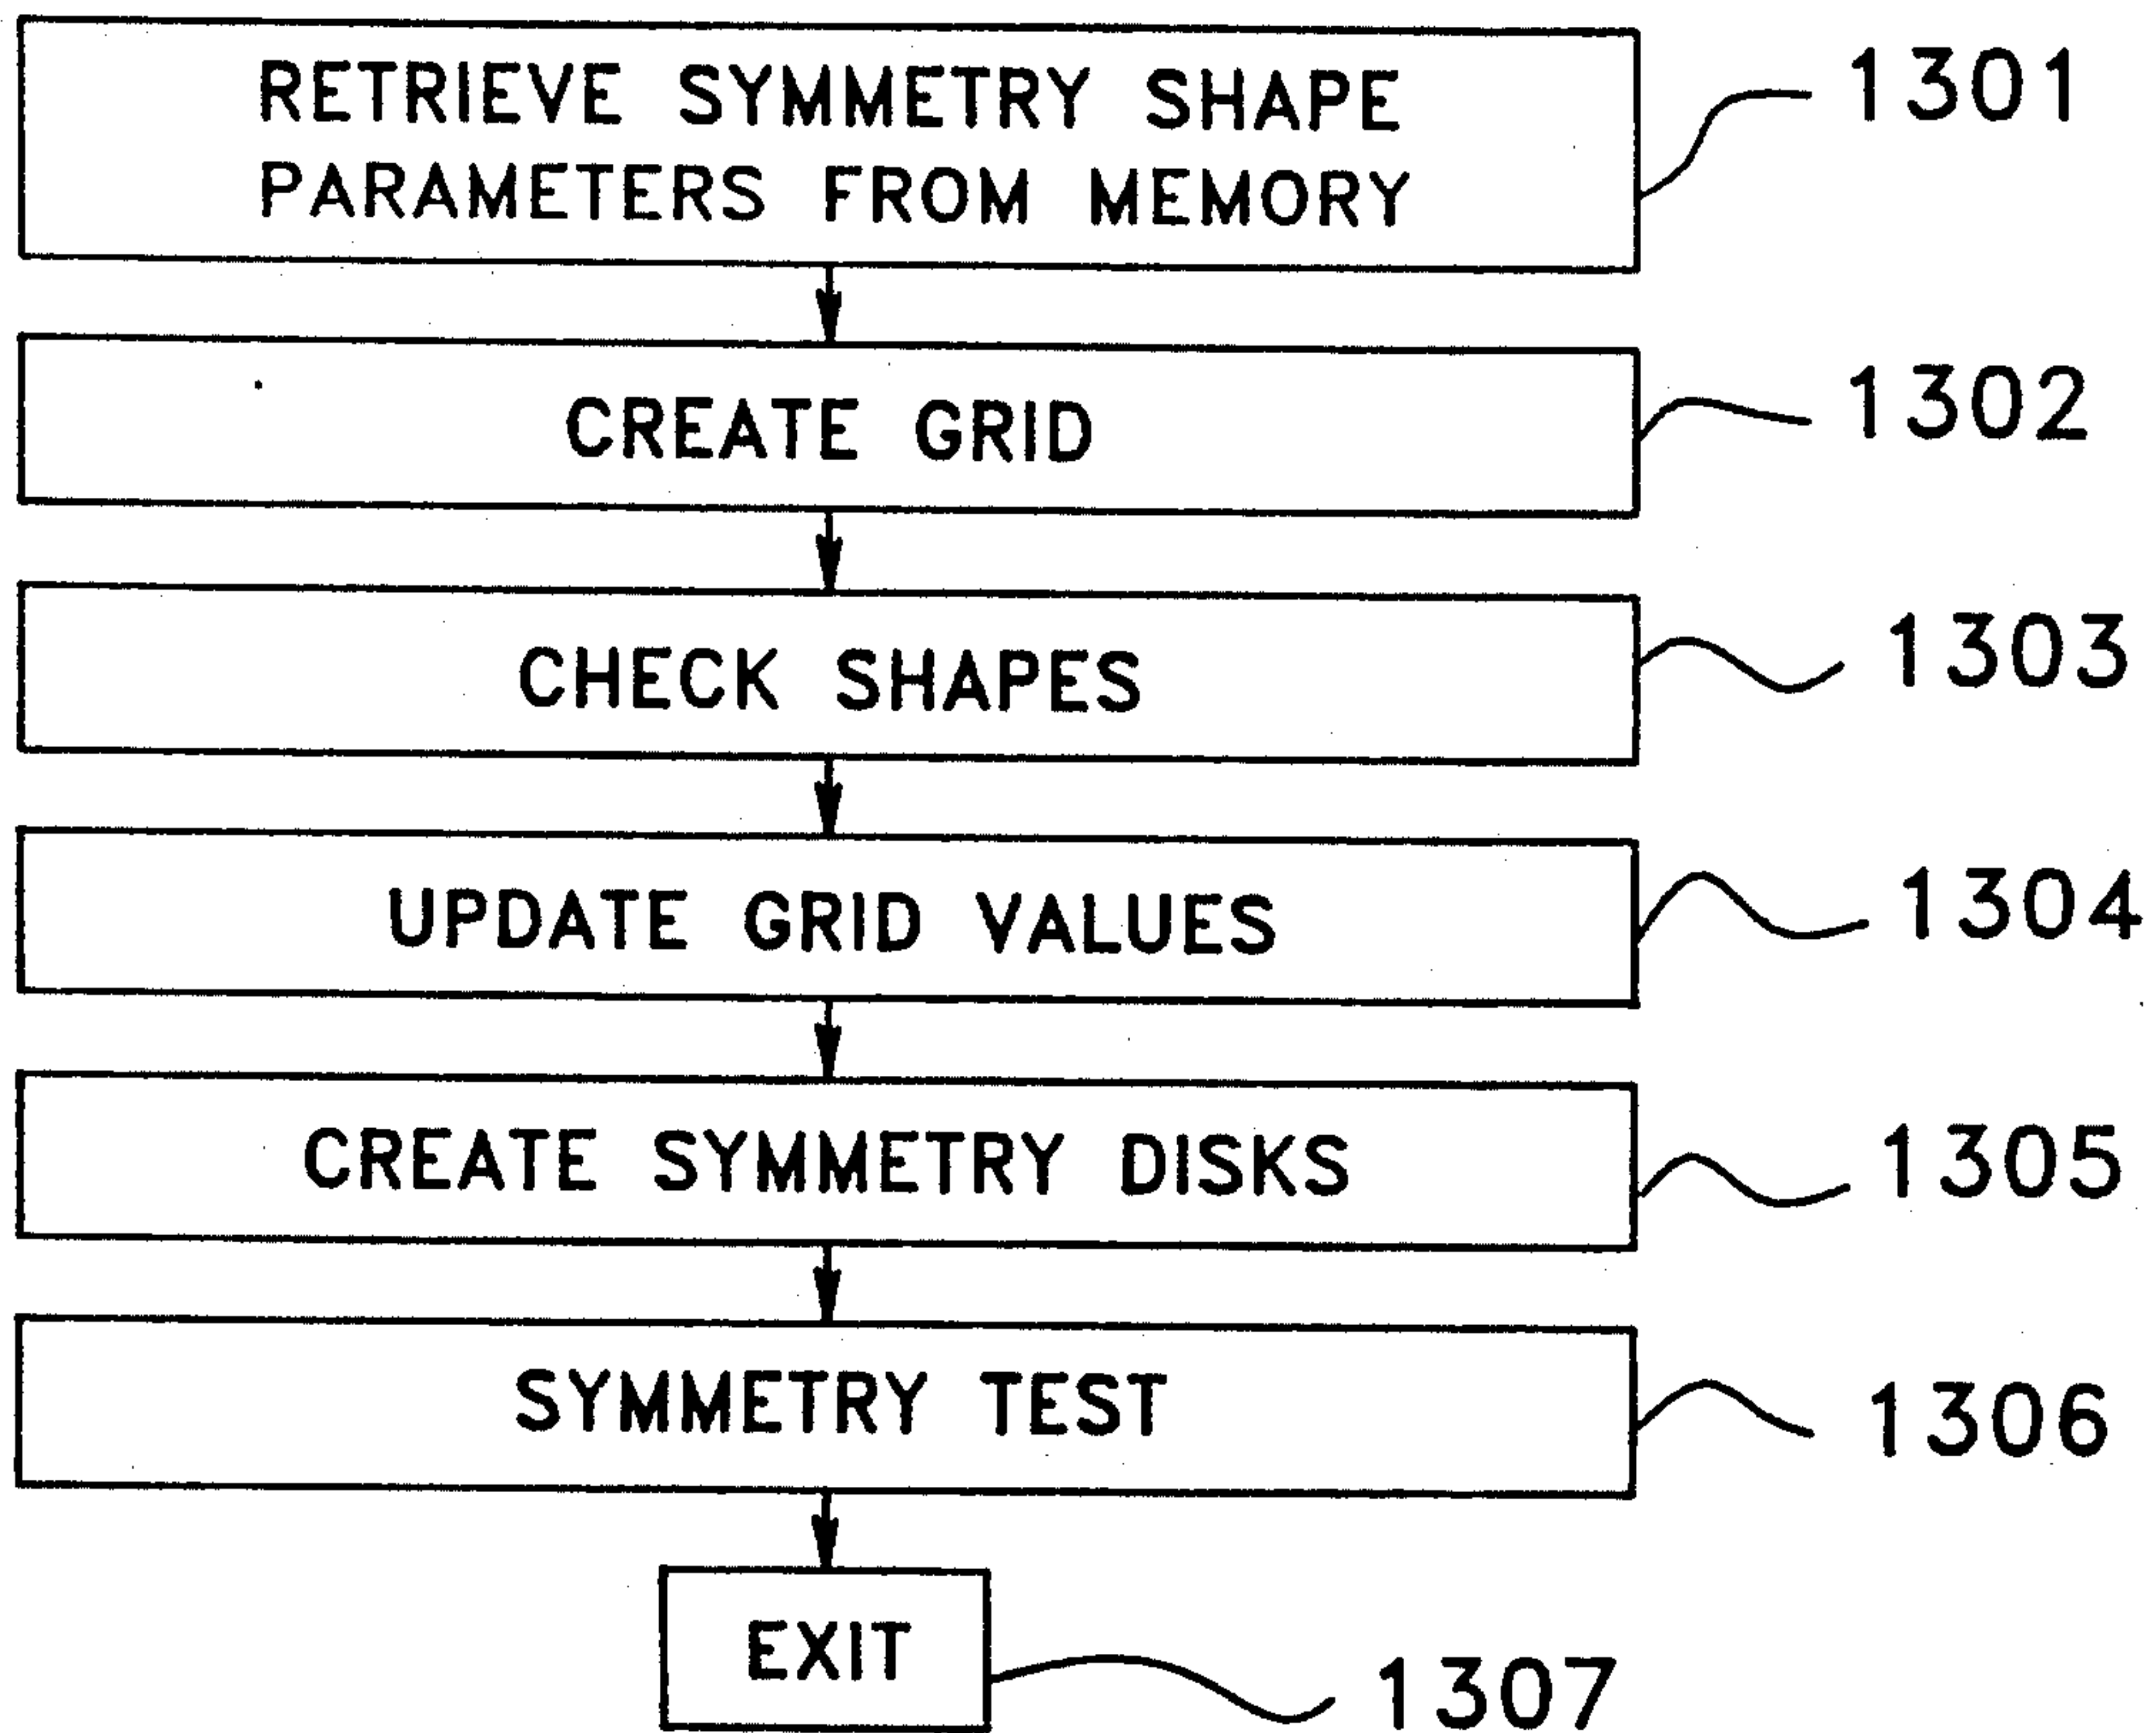 RETRIEVE SYMMETRY SHAPE
PARAMETERS FROM MEMORY
1301
CREATE GRID
1302
CHECK SHAPES
1303
UPDATE GRID VALUES
1304
CREATE SYMMETRY DISKS
1305
SYMMETRY TEST
1306
EXIT
1307